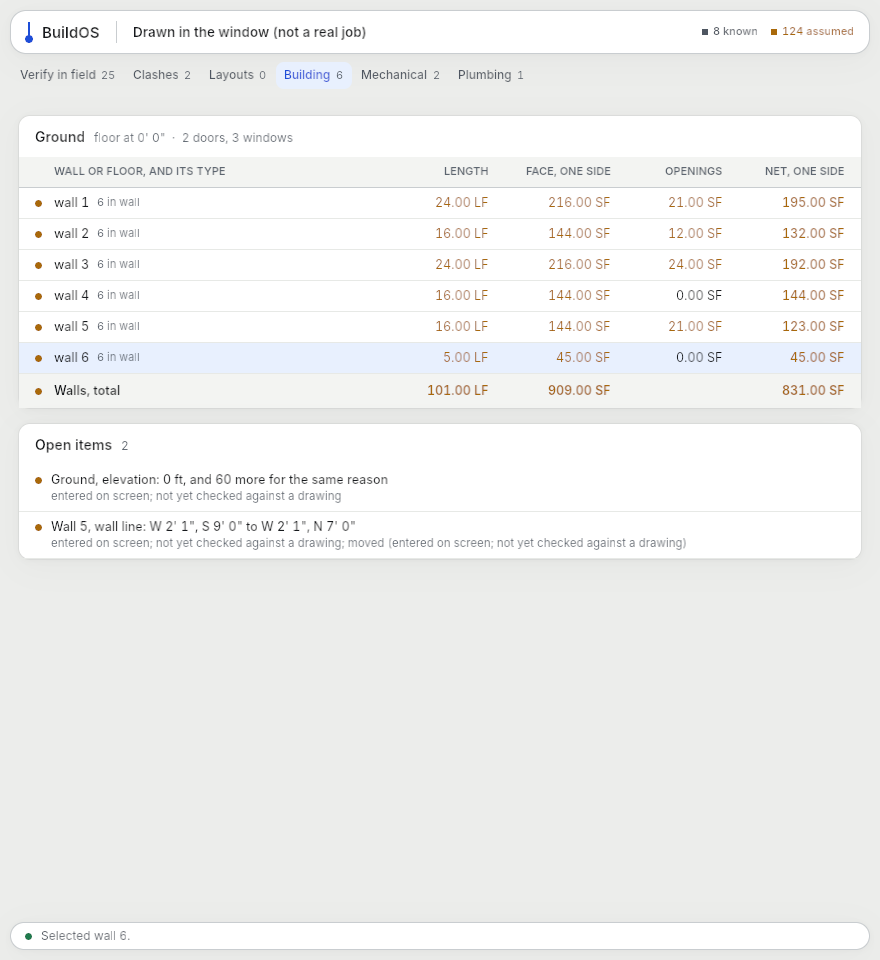 BuildOS Drawn in the window (not a real job) 8 known 124 assumed
Verify in field 25 Clashes 2 Layouts 0 Building 6 Mechanical 2 Plumbing 1
Ground floor at 0' 0" · 2 doors, 3 windows
WALL OR FLOOR, AND ITS TYPE LENGTH FACE, ONE SIDE OPENINGS NET, ONE SIDE
wall 1 6 in wall 24.00 LF 216.00 SF 21.00 SF 195.00 SF
wall 2 6 in wall 16.00 LF 144.00 SF 12.00 SF 132.00 SF
wall 3 6 in wall 24.00 LF 216.00 SF 24.00 SF 192.00 SF
wall 4 6 in wall 16.00 LF 144.00 SF 0.00 SF 144.00 SF
wall 5 6 in wall 16.00 LF 144.00 SF 21.00 SF 123.00 SF
wall 6 6 in wall 5.00 LF 45.00 SF 0.00 SF 45.00 SF
Walls, total 101.00 LF 909.00 SF 831.00 SF
Open items 2
Ground, elevation: 0 ft, and 60 more for the same reason
entered on screen; not yet checked against a drawing
Wall 5, wall line: W 2' 1", S 9' 0" to W 2' 1", N 7' 0"
entered on screen; not yet checked against a drawing; moved (entered on screen; not yet checked against a drawing)
Selected wall 6.